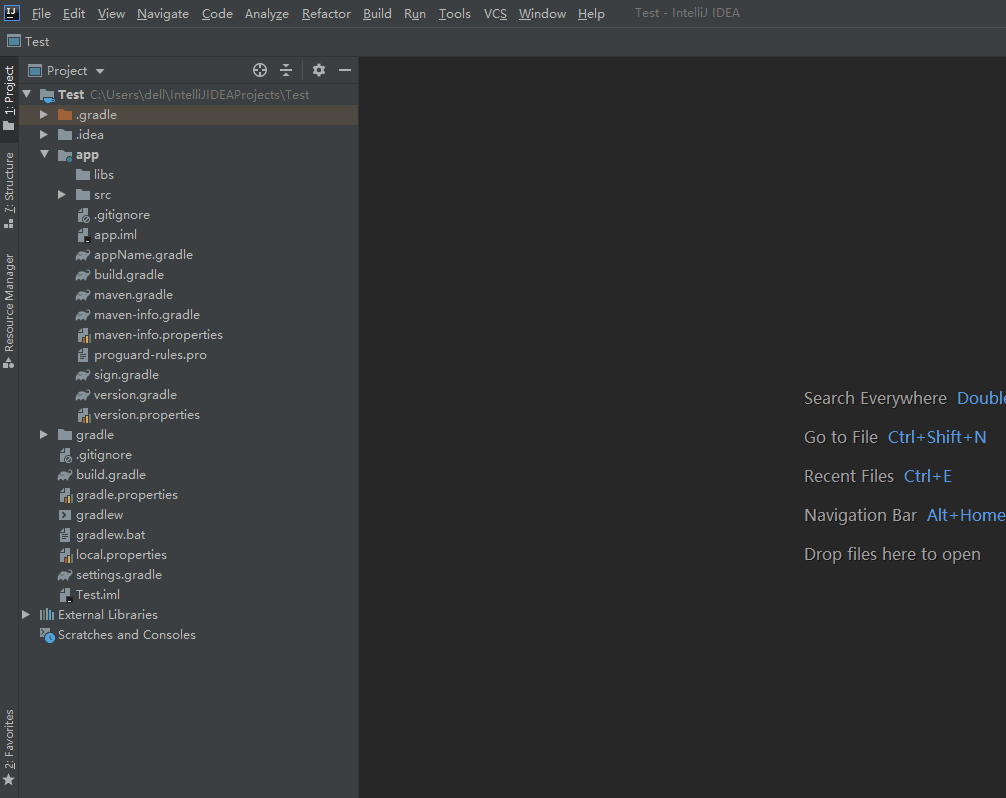 IJ File Edit View Navigate Code Analyze Refactor Build Run Tools VCS Window Help Test - IntelliJ IDEA
Test
1: Project
7: Structure
Resource Manager
2: Favorites
Project
Test C:\Users\dell\IntelliJIDEAProjects\Test
.gradle
.idea
app
libs
src
.gitignore
app.iml
appName.gradle
build.gradle
maven.gradle
maven-info.gradle
maven-info.properties
proguard-rules.pro
sign.gradle
version.gradle
version.properties
gradle
.gitignore
build.gradle
gradle.properties
gradlew
gradlew.bat
local.properties
settings.gradle
Test.iml
External Libraries
Scratches and Consoles
Search Everywhere Double
Go to File Ctrl+Shift+N
Recent Files Ctrl+E
Navigation Bar Alt+Home
Drop files here to open